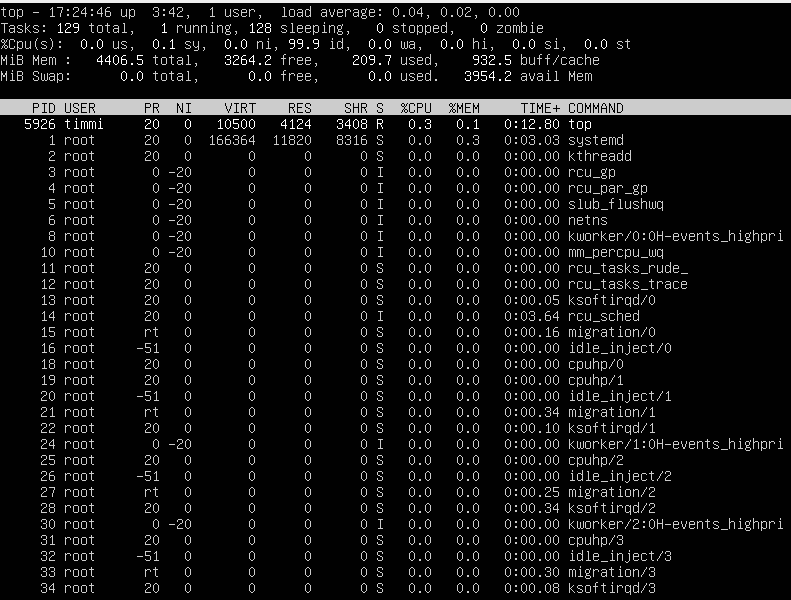 top - 17:24:46 up  3:42,  1 user,  load average: 0.04, 0.02, 0.00
Tasks: 129 total,   1 running, 128 sleeping,   0 stopped,   0 zombie
%Cpu(s):  0.0 us,  0.1 sy,  0.0 ni, 99.9 id,  0.0 wa,  0.0 hi,  0.0 si,  0.0 st
MiB Mem :   4406.5 total,   3264.2 free,    209.7 used,    932.5 buff/cache
MiB Swap:      0.0 total,      0.0 free,      0.0 used.   3954.2 avail Mem
PID USER      PR  NI    VIRT    RES    SHR S  %CPU  %MEM     TIME+ COMMAND
5926 timmi     20   0   10500   4124   3408 R   0.3   0.1   0:12.80 top
1 root      20   0  166364  11820   8316 S   0.0   0.3   0:03.03 systemd
2 root      20   0       0      0      0 S   0.0   0.0   0:00.00 kthreadd
3 root       0 -20       0      0      0 I   0.0   0.0   0:00.00 rcu_gp
4 root       0 -20       0      0      0 I   0.0   0.0   0:00.00 rcu_par_gp
5 root       0 -20       0      0      0 I   0.0   0.0   0:00.00 slub_flushwq
6 root       0 -20       0      0      0 I   0.0   0.0   0:00.00 netns
8 root       0 -20       0      0      0 I   0.0   0.0   0:00.00 kworker/0:0H-events_highpri
10 root       0 -20       0      0      0 I   0.0   0.0   0:00.00 mm_percpu_wq
11 root      20   0       0      0      0 S   0.0   0.0   0:00.00 rcu_tasks_rude_
12 root      20   0       0      0      0 S   0.0   0.0   0:00.00 rcu_tasks_trace
13 root      20   0       0      0      0 S   0.0   0.0   0:00.05 ksoftirqd/0
14 root      20   0       0      0      0 I   0.0   0.0   0:03.64 rcu_sched
15 root      rt   0       0      0      0 S   0.0   0.0   0:00.16 migration/0
16 root     -51   0       0      0      0 S   0.0   0.0   0:00.00 idle_inject/0
18 root      20   0       0      0      0 S   0.0   0.0   0:00.00 cpuhp/0
19 root      20   0       0      0      0 S   0.0   0.0   0:00.00 cpuhp/1
20 root     -51   0       0      0      0 S   0.0   0.0   0:00.00 idle_inject/1
21 root      rt   0       0      0      0 S   0.0   0.0   0:00.34 migration/1
22 root      20   0       0      0      0 S   0.0   0.0   0:00.10 ksoftirqd/1
24 root       0 -20       0      0      0 I   0.0   0.0   0:00.00 kworker/1:0H-events_highpri
25 root      20   0       0      0      0 S   0.0   0.0   0:00.00 cpuhp/2
26 root     -51   0       0      0      0 S   0.0   0.0   0:00.00 idle_inject/2
27 root      rt   0       0      0      0 S   0.0   0.0   0:00.25 migration/2
28 root      20   0       0      0      0 S   0.0   0.0   0:00.34 ksoftirqd/2
30 root       0 -20       0      0      0 I   0.0   0.0   0:00.00 kworker/2:0H-events_highpri
31 root      20   0       0      0      0 S   0.0   0.0   0:00.00 cpuhp/3
32 root     -51   0       0      0      0 S   0.0   0.0   0:00.00 idle_inject/3
33 root      rt   0       0      0      0 S   0.0   0.0   0:00.30 migration/3
34 root      20   0       0      0      0 S   0.0   0.0   0:00.08 ksoftirqd/3